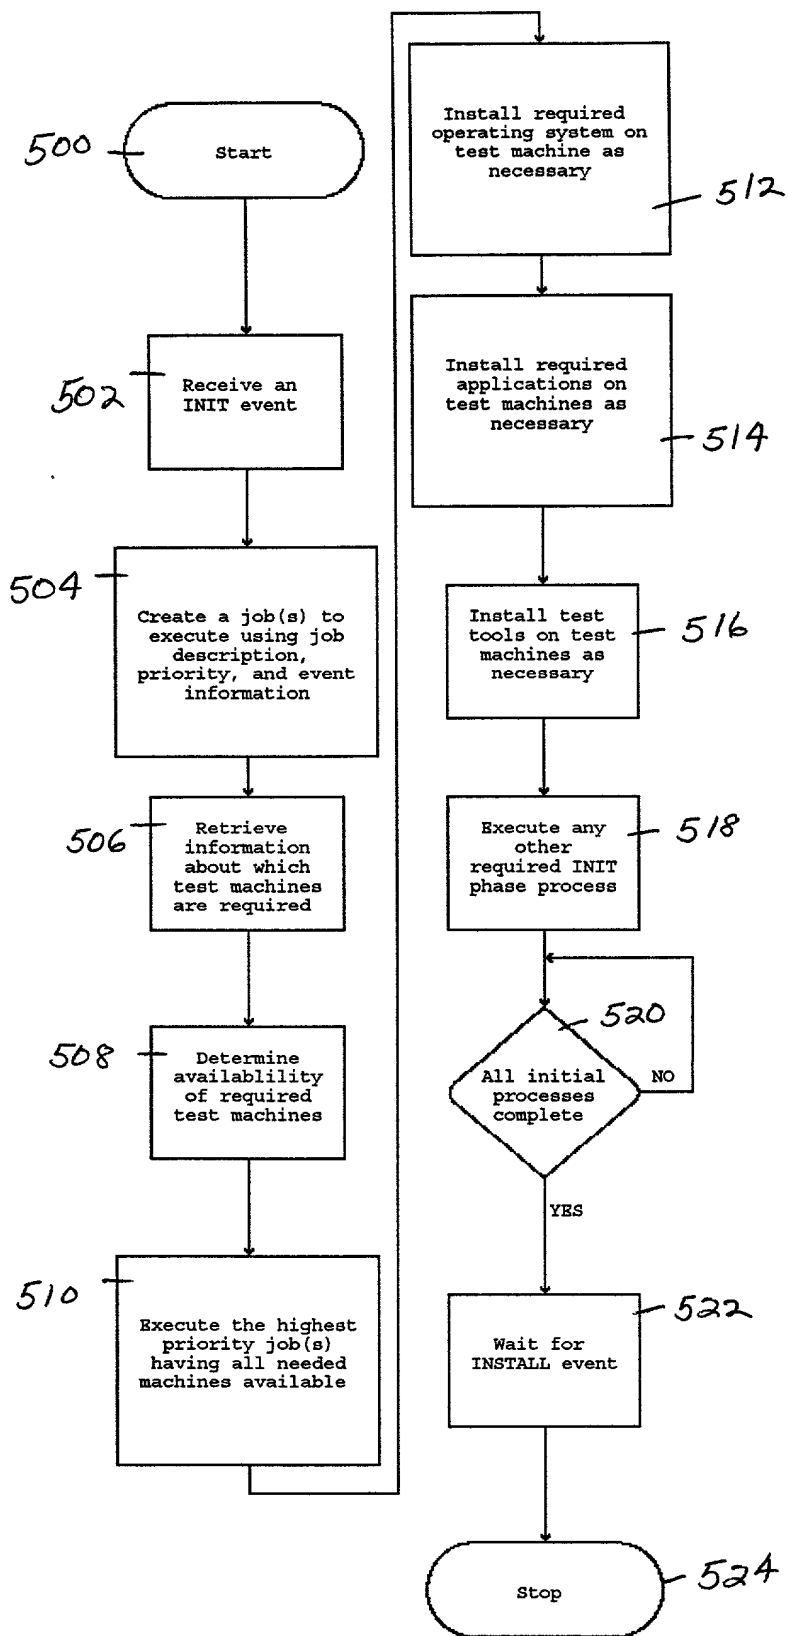 500
Start
502
Receive an
INIT event
504
Create a job(s) to
execute using job
description,
priority, and event
information
506
Retrieve
information
about which
test machines
are required
508
Determine
availablility
of required
test machines
510
Execute the highest
priority job(s)
having all needed
machines available
Install required
operating system on
test machine as
necessary
512
Install required
applications on
test machines as
necessary
514
Install test
tools on test
machines as
necessary
516
Execute any
other
required INIT
phase process
518
520
All initial
processes
complete
NO
YES
522
Wait for
INSTALL event
Stop
524